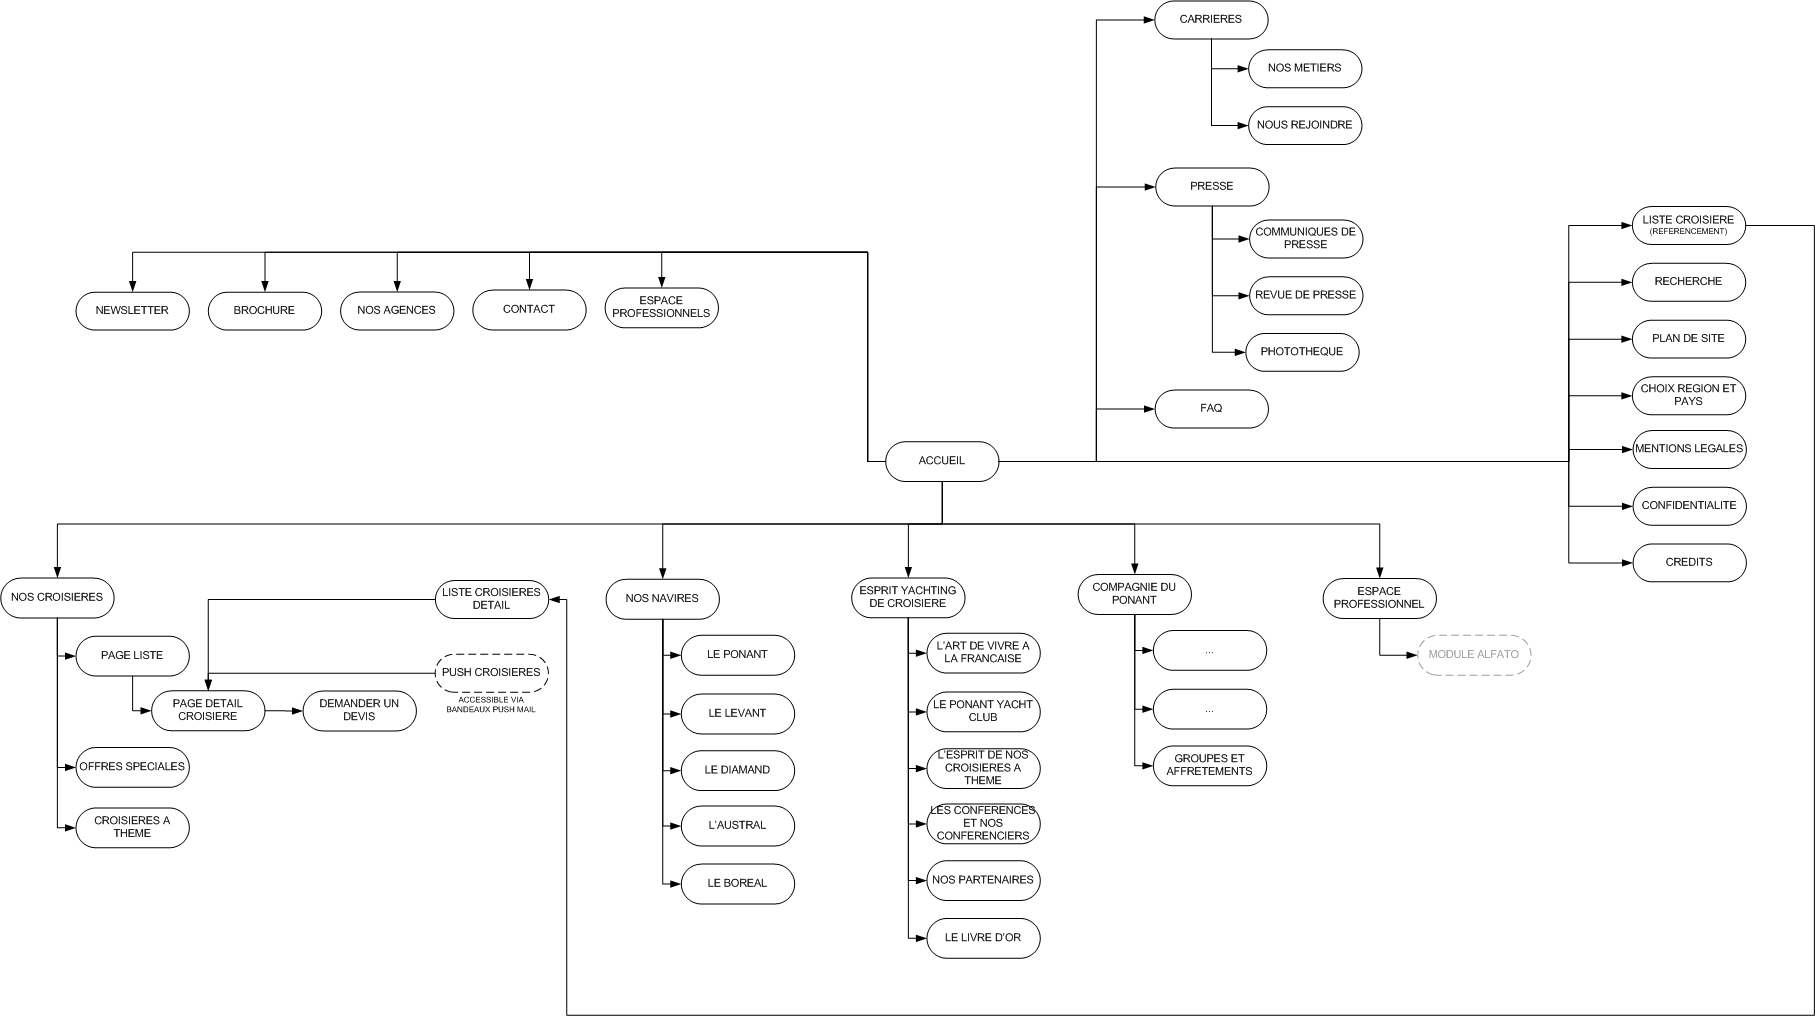 CARRIERES
NOS METIERS
NOUS REJOINDRE
PRESSE
COMMUNIQUES DE
PRESSE
REVUE DE PRESSE
PHOTOTHEQUE
FAQ
LISTE CROISIERE
(REFERENCEMENT)
RECHERCHE
PLAN DE SITE
CHOIX REGION ET
PAYS
MENTIONS LEGALES
CONFIDENTIALITE
CREDITS
NEWSLETTER
BROCHURE
NOS AGENCES
CONTACT
ESPACE
PROFESSIONNELS
ACCUEIL
NOS CROISIERES
PAGE LISTE
PAGE DETAIL
CROISIERE
DEMANDER UN
DEVIS
OFFRES SPECIALES
CROISIERES A
THEME
LISTE CROISIERES
DETAIL
PUSH CROISIERES
ACCESSIBLE VIA
BANDEAUX PUSH MAIL
NOS NAVIRES
LE PONANT
LE LEVANT
LE DIAMAND
L'AUSTRAL
LE BOREAL
ESPRIT YACHTING
DE CROISIERE
L'ART DE VIVRE A
LA FRANCAISE
LE PONANT YACHT
CLUB
L'ESPRIT DE NOS
CROISIERES A
THEME
LES CONFERENCES
ET NOS
CONFERENCIERS
NOS PARTENAIRES
LE LIVRE D'OR
COMPAGNIE DU
PONANT
...
...
GROUPES ET
AFFRETEMENTS
ESPACE
PROFESSIONNEL
MODULE ALFATO